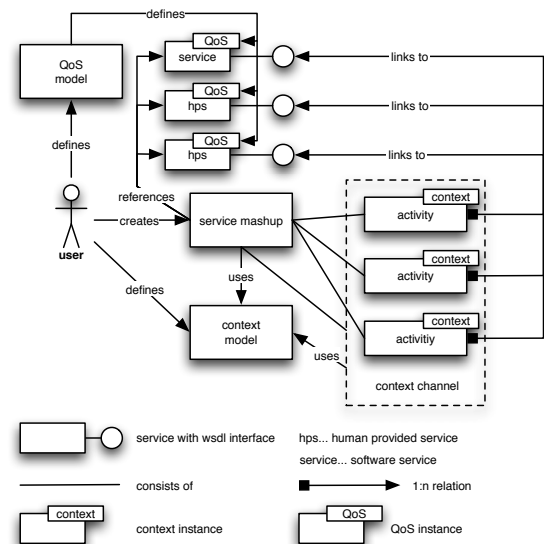 defines
QoS
model
QoS
service
links to
QoS
hps
links to
defines
QoS
hps
links to
references
creates
user
service mashup
context
activity
context
activity
defines
uses
context
model
context
activitiy
uses
context channel
service with wsdl interface
hps... human provided service
service... software service
consists of
1:n relation
context
context instance
QoS
QoS instance